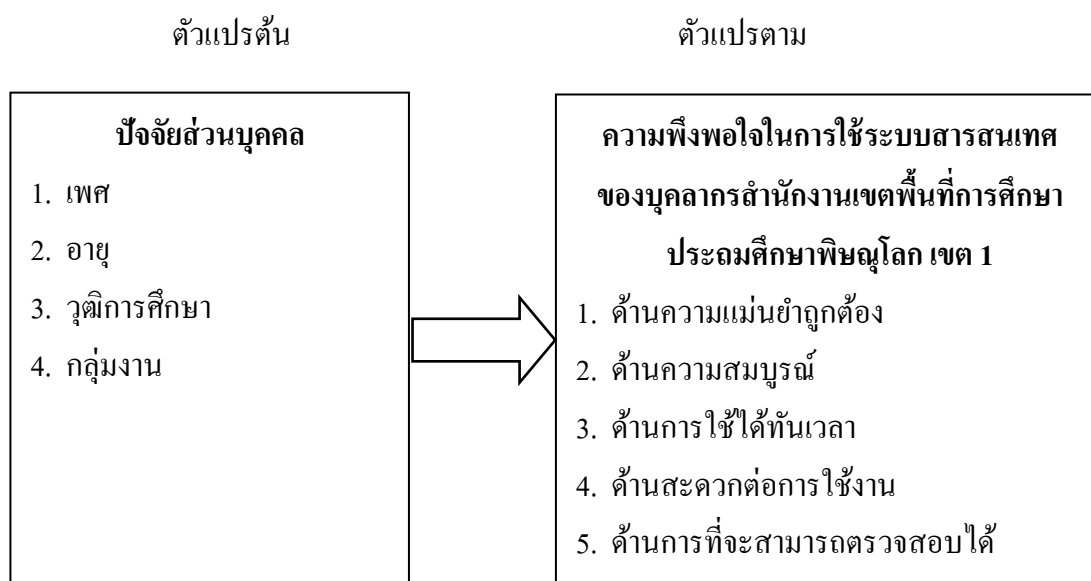 ตัวแปรต้น
ตัวแปรตาม
ปัจจัยส่วนบุคคล
1. เพศ
2. อายุ
3. วุฒิการศึกษา
4. กลุ่มงาน
ความพึงพอใจในการใช้ระบบสารสนเทศ
ของบุคลากรสำนักงานเขตพื้นที่การศึกษา
ประถมศึกษาพิษณุโลก เขต 1
1. ด้านความแม่นยำถูกต้อง
2. ด้านความสมบูรณ์
3. ด้านการใช้ได้ทันเวลา
4. ด้านสะดวกต่อการใช้งาน
5. ด้านการที่จะสามารถตรวจสอบได้